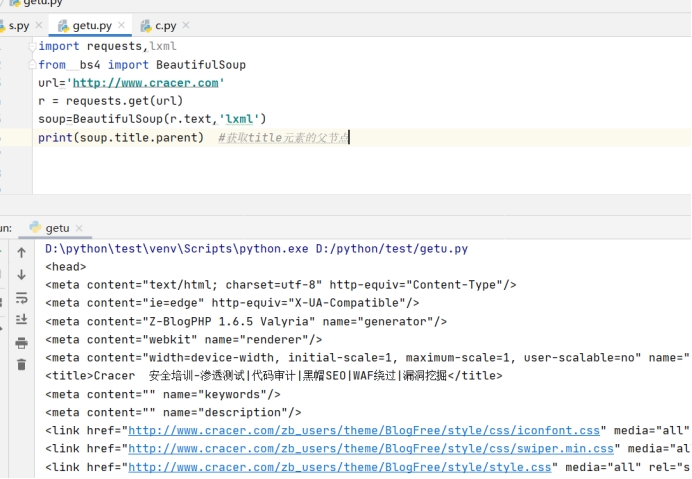 getu.py
s.py
getu.py
c.py
import requests,lxml
from bs4 import BeautifulSoup
url='http://www.cracer.com'
r = requests.get(url)
soup=BeautifulSoup(r.text,'lxml')
print(soup.title.parent)  #获取title元素的父节点
un:
getu
D:\python\test\venv\Scripts\python.exe D:/python/test/getu.py
<head>
<meta content="text/html; charset=utf-8" http-equiv="Content-Type"/>
<meta content="ie=edge" http-equiv="X-UA-Compatible"/>
<meta content="Z-BlogPHP 1.6.5 Valyria" name="generator"/>
<meta content="webkit" name="renderer"/>
<meta content="width=device-width, initial-scale=1, maximum-scale=1, user-scalable=no" name="
<title>Cracer  安全培训-渗透测试|代码审计|黑帽SEO|WAF绕过|漏洞挖掘</title>
<meta content="" name="keywords"/>
<meta content="" name="description"/>
<link href="http://www.cracer.com/zb_users/theme/BlogFree/style/css/iconfont.css" media="all"
<link href="http://www.cracer.com/zb_users/theme/BlogFree/style/css/swiper.min.css" media="al
<link href="http://www.cracer.com/zb_users/theme/BlogFree/style/style.css" media="all" rel="s